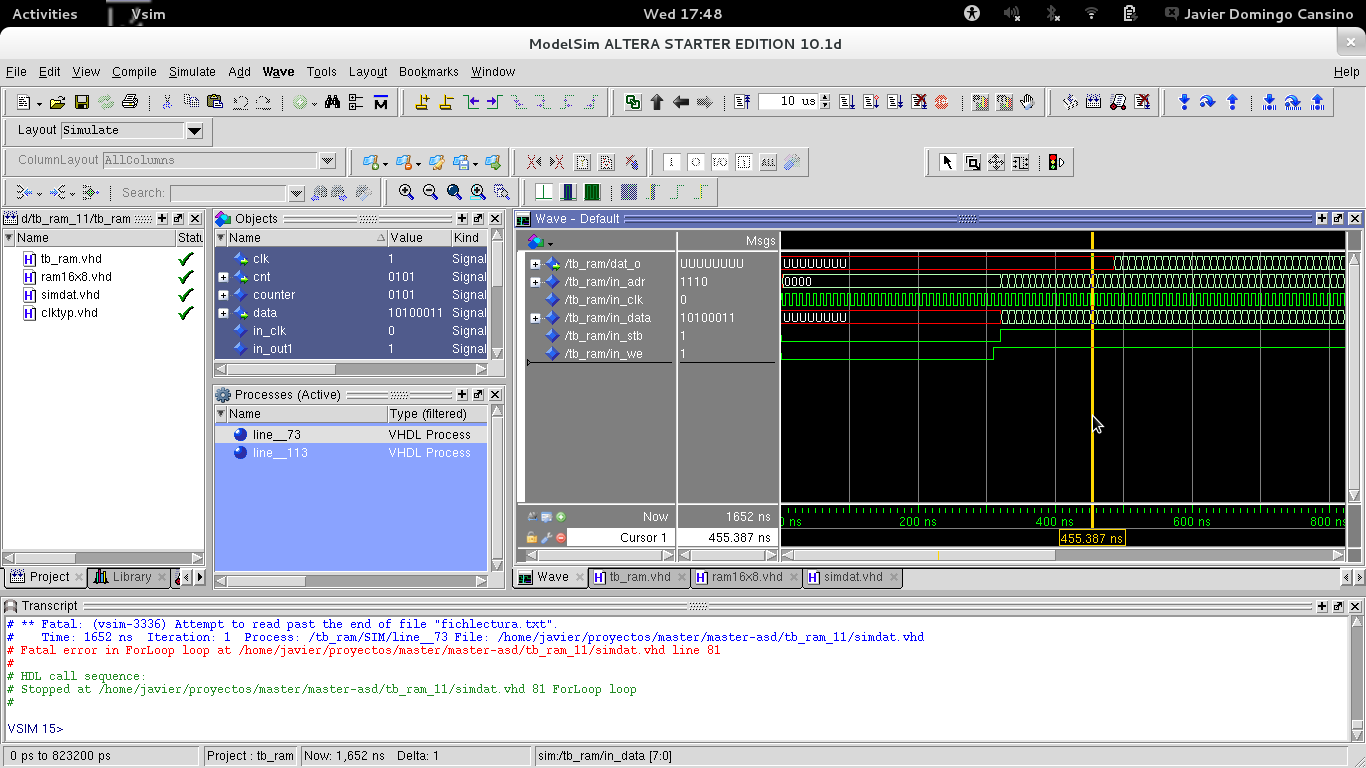 Activities Vsim Wed 17:48 Javier Domingo Cansino
ModelSim ALTERA STARTER EDITION 10.1d
File Edit View Compile Simulate Add Wave Tools Layout Bookmarks Window Help
10 us
Layout Simulate
ColumnLayout AllColumns
Search:
d/tb_ram_11/tb_ram
Name Statu
tb_ram.vhd
ram16x8.vhd
simdat.vhd
clktyp.vhd
Project Library
Objects
Name Value Kind
clk 1 Signal
cnt 0101 Signal
counter 0101 Signal
data 10100011 Signal
in_clk 0 Signal
in_out1 1 Signal
Processes (Active)
Name Type (filtered)
line__73 VHDL Process
line__113 VHDL Process
Wave - Default
Msgs
/tb_ram/dat_o UUUUUUUU UUUUUUUU
/tb_ram/in_adr 1110 0000
/tb_ram/in_clk 0
/tb_ram/in_data 10100011 UUUUUUUU
/tb_ram/in_stb 1
/tb_ram/in_we 1
Now 1652 ns ns 200 ns 400 ns 600 ns 800 ns
Cursor 1 455.387 ns 455.387 ns
Wave tb_ram.vhd ram16x8.vhd simdat.vhd
Transcript
# ** Fatal: (vsim-3336) Attempt to read past the end of file "fichlectura.txt".
#    Time: 1652 ns  Iteration: 1  Process: /tb_ram/SIM/line__73 File: /home/javier/proyectos/master/master-asd/tb_ram_11/simdat.vhd
# Fatal error in ForLoop loop at /home/javier/proyectos/master/master-asd/tb_ram_11/simdat.vhd line 81
#
# HDL call sequence:
# Stopped at /home/javier/proyectos/master/master-asd/tb_ram_11/simdat.vhd 81 ForLoop loop
#
VSIM 15>
0 ps to 823200 ps Project : tb_ram Now: 1,652 ns Delta: 1 sim:/tb_ram/in_data [7:0]